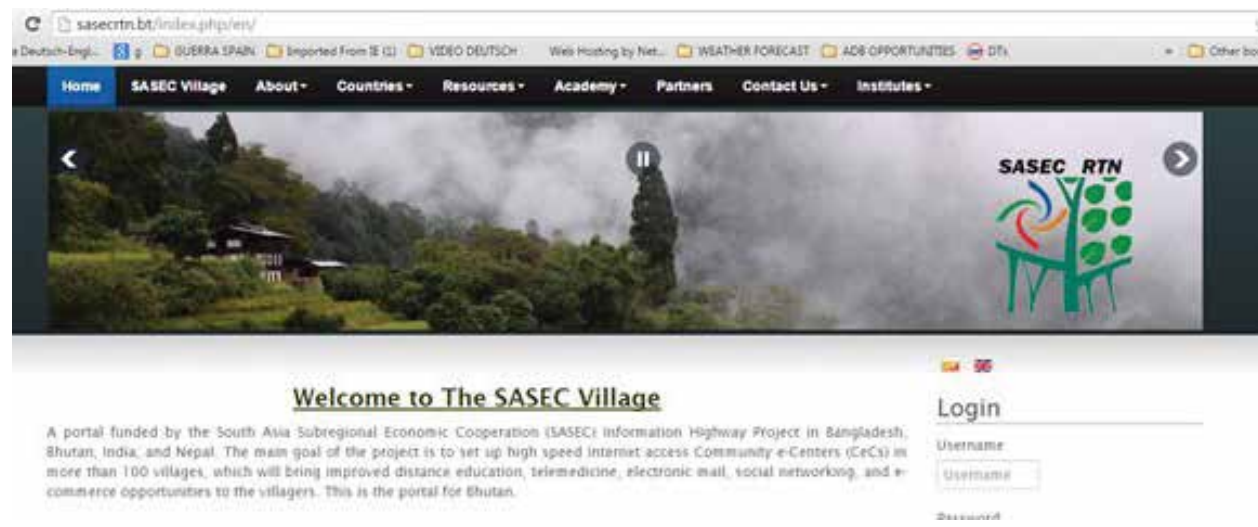 sasecrtn.bt/index.php/en/
Deutsch-Engl... g GUERRA SPAIN Imported From IE (1) VIDEO DEUTSCH Web Hosting by Net... WEATHER FORECAST ADB OPPORTUNITIES DTs » Other boo
Home SASEC Village About Countries Resources Academy Partners Contact Us Institutes
SASEC RTN
Welcome to The SASEC Village
A portal funded by the South Asia Subregional Economic Cooperation (SASEC) Information Highway Project in Bangladesh,
Bhutan, India, and Nepal. The main goal of the project is to set up high speed internet access Community e-Centers (CeCs) in
more than 100 villages, which will bring improved distance education, telemedicine, electronic mail, social networking, and e-
commerce opportunities to the villagers. This is the portal for Bhutan.
Login
Username
Username
Password